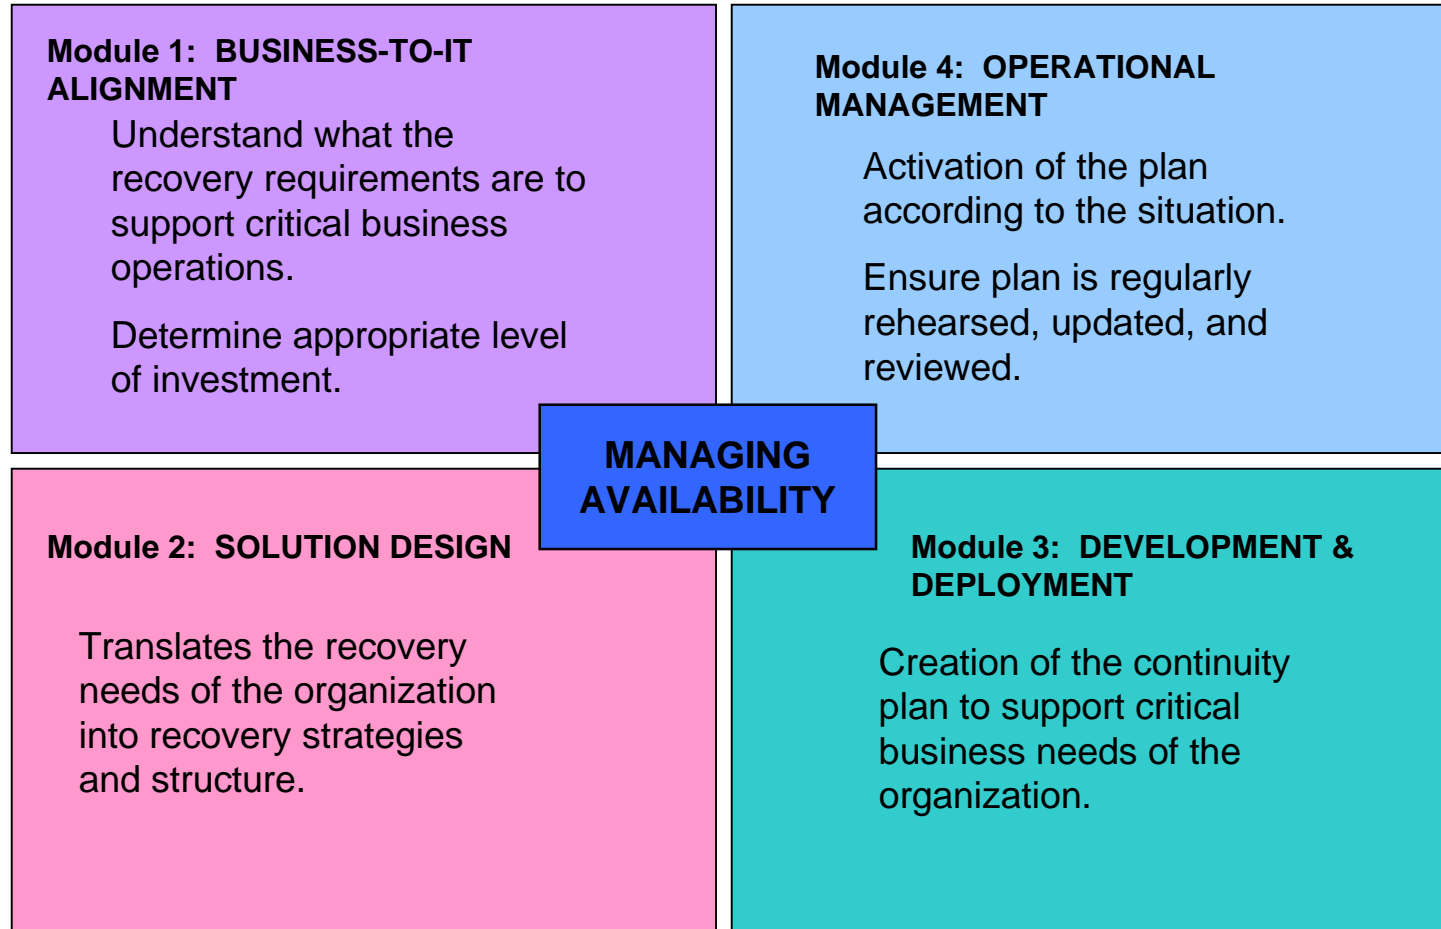 Module 1:  BUSINESS-TO-IT
ALIGNMENT
Understand what the
recovery requirements are to
support critical business
operations.
Determine appropriate level
of investment.
Module 4:  OPERATIONAL
MANAGEMENT
Activation of the plan
according to the situation.
Ensure plan is regularly
rehearsed, updated, and
reviewed.
MANAGING
AVAILABILITY
Module 2:  SOLUTION DESIGN
Translates the recovery
needs of the organization
into recovery strategies
and structure.
Module 3:  DEVELOPMENT &
DEPLOYMENT
Creation of the continuity
plan to support critical
business needs of the
organization.